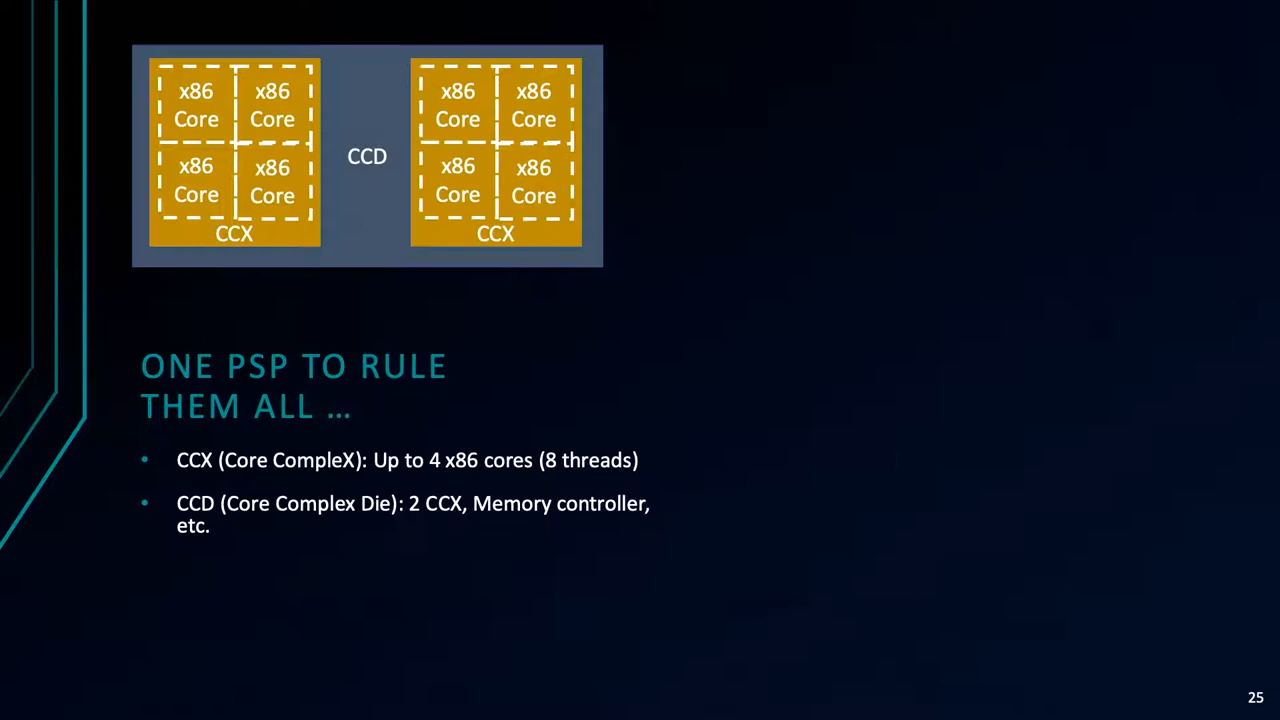 x86 x86
Core Core
x86 x86
Core Core
CCX
CCD
x86 x86
Core Core
x86 x86
Core Core
CCX
ONE PSP TO RULE
THEM ALL …
• CCX (Core CompleX): Up to 4 x86 cores (8 threads)
• CCD (Core Complex Die): 2 CCX, Memory controller,
etc.
25